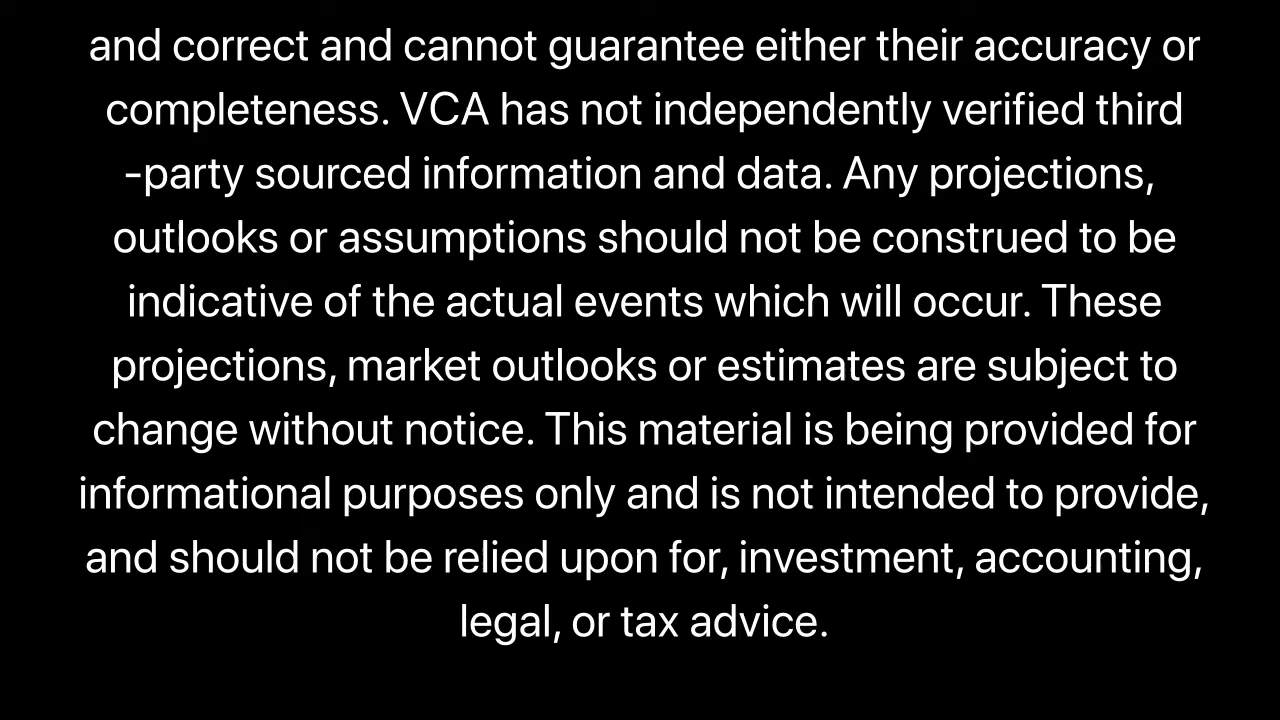 and correct and cannot guarantee either their accuracy or
completeness. VCA has not independently verified third
-party sourced information and data. Any projections,
outlooks or assumptions should not be construed to be
indicative of the actual events which will occur. These
projections, market outlooks or estimates are subject to
change without notice. This material is being provided for
informational purposes only and is not intended to provide,
and should not be relied upon for, investment, accounting,
legal, or tax advice.